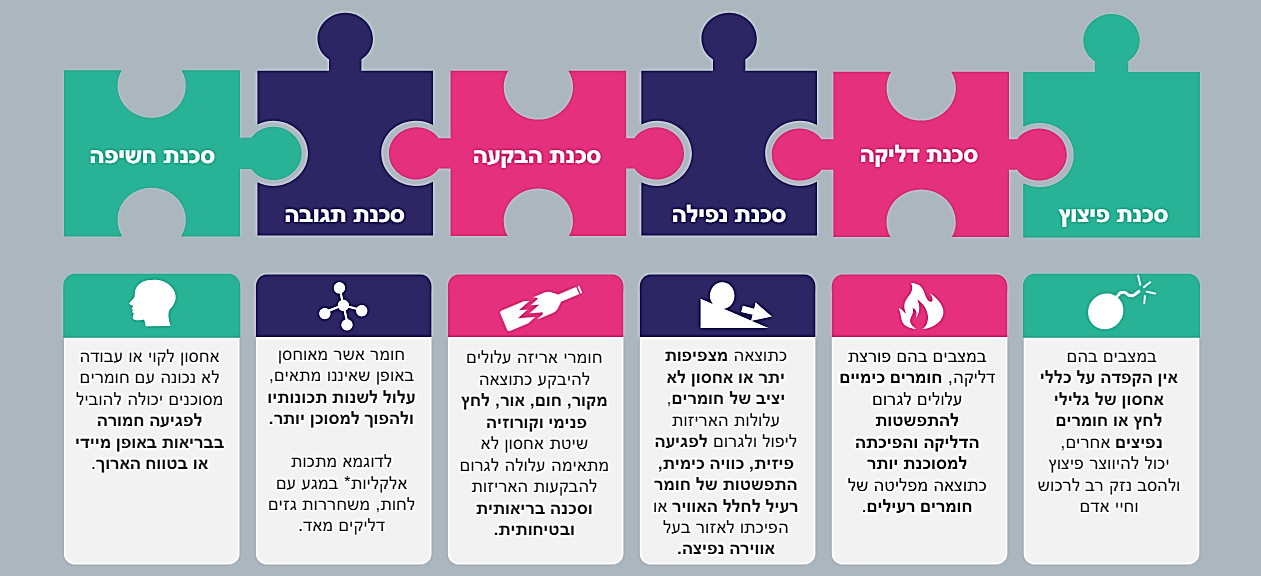 סכנת פיצוץ
סכנת דליקה
סכנת נפילה
סכנת הבקעה
סכנת תגובה
סכנת חשיפה
במצבים בהם
אין הקפדה על כללי
אחסון של גלילי
לחץ או חומרים
נפיצים אחרים,
יכול להיווצר פיצוץ
ולהסב נזק רב לרכוש
וחיי אדם
במצבים בהם פורצת
דליקה, חומרים כימיים
עלולים לגרום
להתפשטות
הדליקה והפיכתה
למסוכנת יותר
כתוצאה מפליטה של
חומרים רעילים.
כתוצאה מצפיפות
יתר או אחסון לא
יציב של חומרים,
עלולות האריזות
ליפול ולגרום לפגיעה
פיזית, כוויה כימית,
התפשטות של חומר
רעיל לחלל האוויר או
הפיכתו לאזור בעל
אווירה נפיצה.
חומרי אריזה עלולים
להיבקע כתוצאה
מקור, חום, אור, לחץ
פנימי וקורוזיה
שיטת אחסון לא
מתאימה עלולה לגרום
להבקעות האריזות
וסכנה בריאותית
ובטיחותית.
חומר אשר מאוחסן
באופן שאיננו מתאים,
עלול לשנות תכונותיו
ולהפוך למסוכן יותר.
לדוגמא מתכות
אלקליות* במגע עם
לחות, משחררות גזים
דליקים מאד.
אחסון לקוי או עבודה
לא נכונה עם חומרים
מסוכנים יכולה להוביל
לפגיעה חמורה
בבריאות באופן מיידי
או בטווח הארוך.